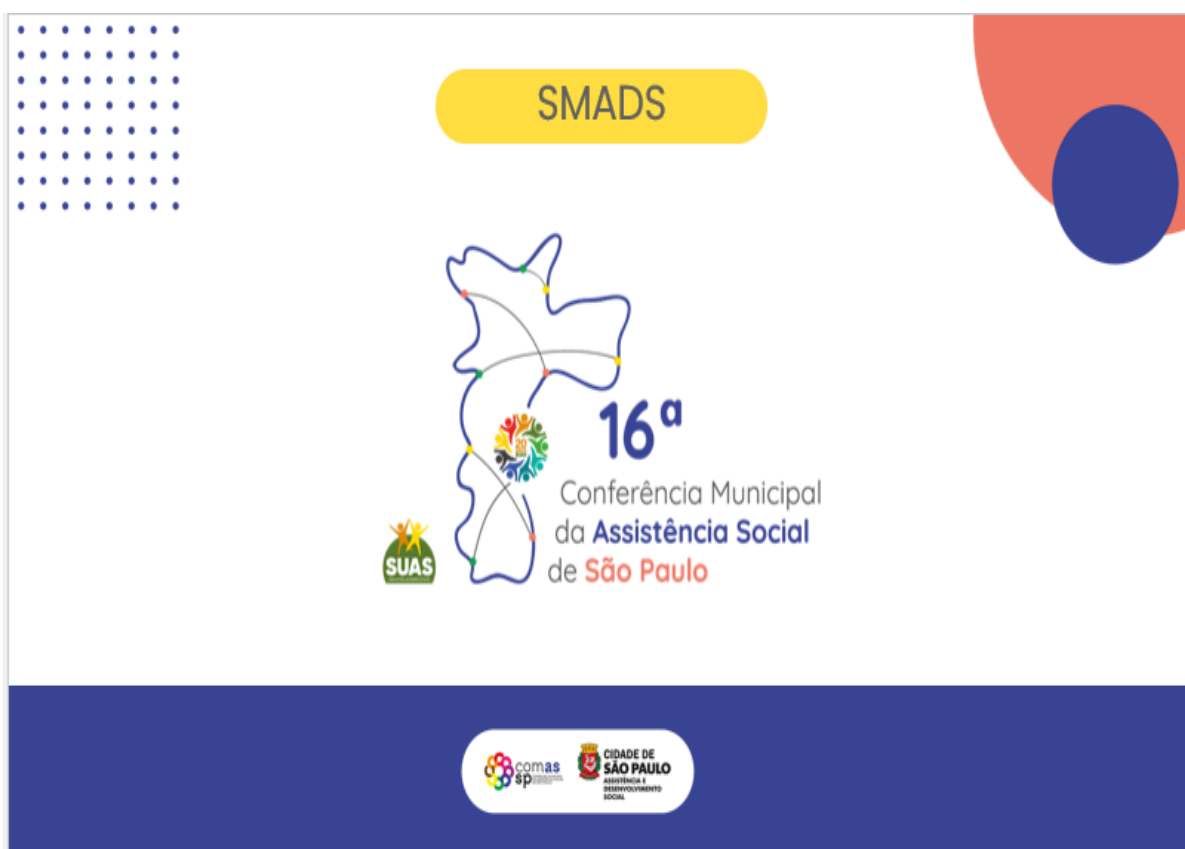 SMADS
16ª
Conferência Municipal
da Assistência Social
de São Paulo
20
SUAS
comas
sp
CIDADE DE
SÃO PAULO
ASSISTÊNCIA E
DESENVOLVIMENTO
SOCIAL